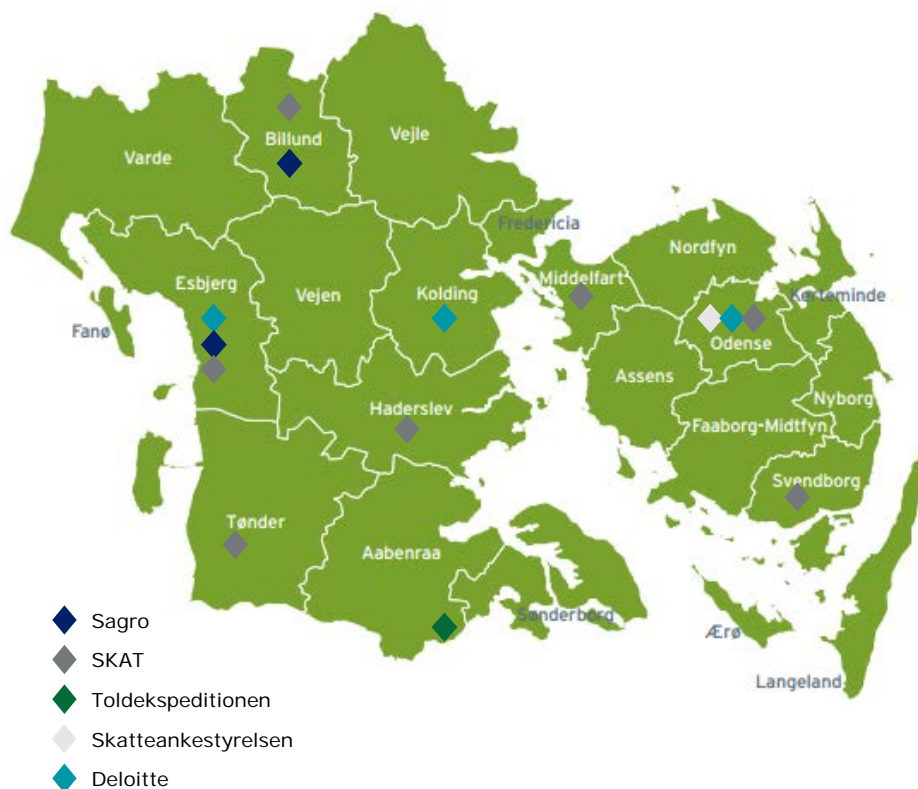 Billund
Vejle
Varde
Fredericia
Nordfyn
Middelfart
Esbjerg
Vejen
Kolding
Kerteminde
Fanø
Odense
Assens
Nyborg
Haderslev
Faaborg-Midtfyn
Svendborg
Tønder
Aabenraa
Sønderborg
Ærø
Langeland
Sagro
SKAT
Toldekspeditionen
Skatteankestyrelsen
Deloitte